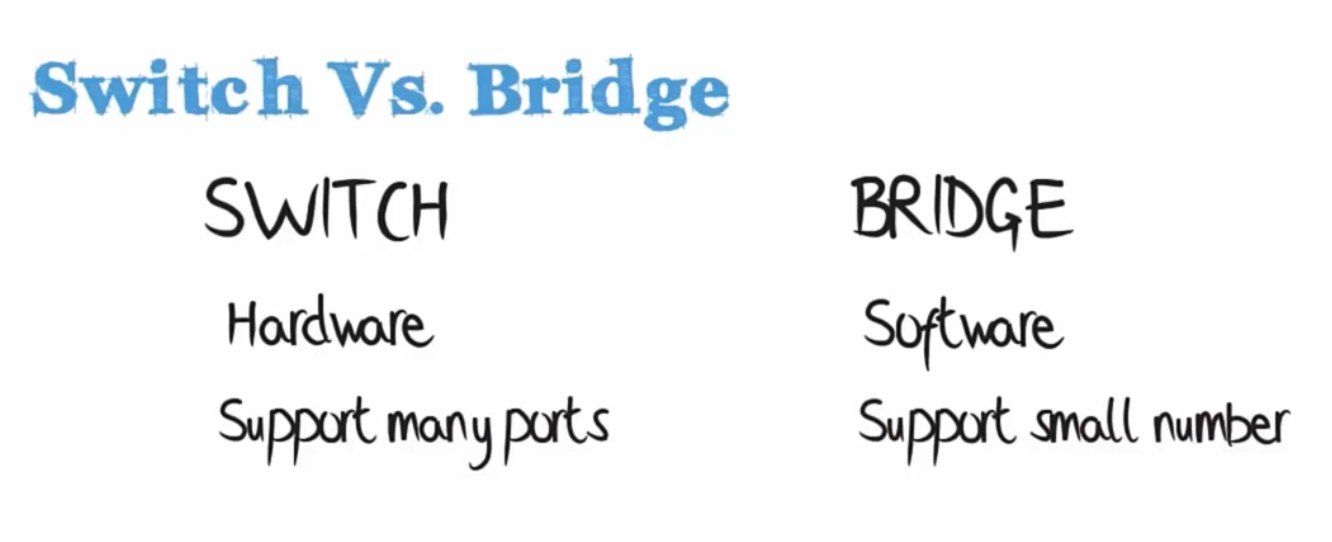 Switch Vs. Bridge
SWITCH BRIDGE
Hardware Software
Support many ports Support small number